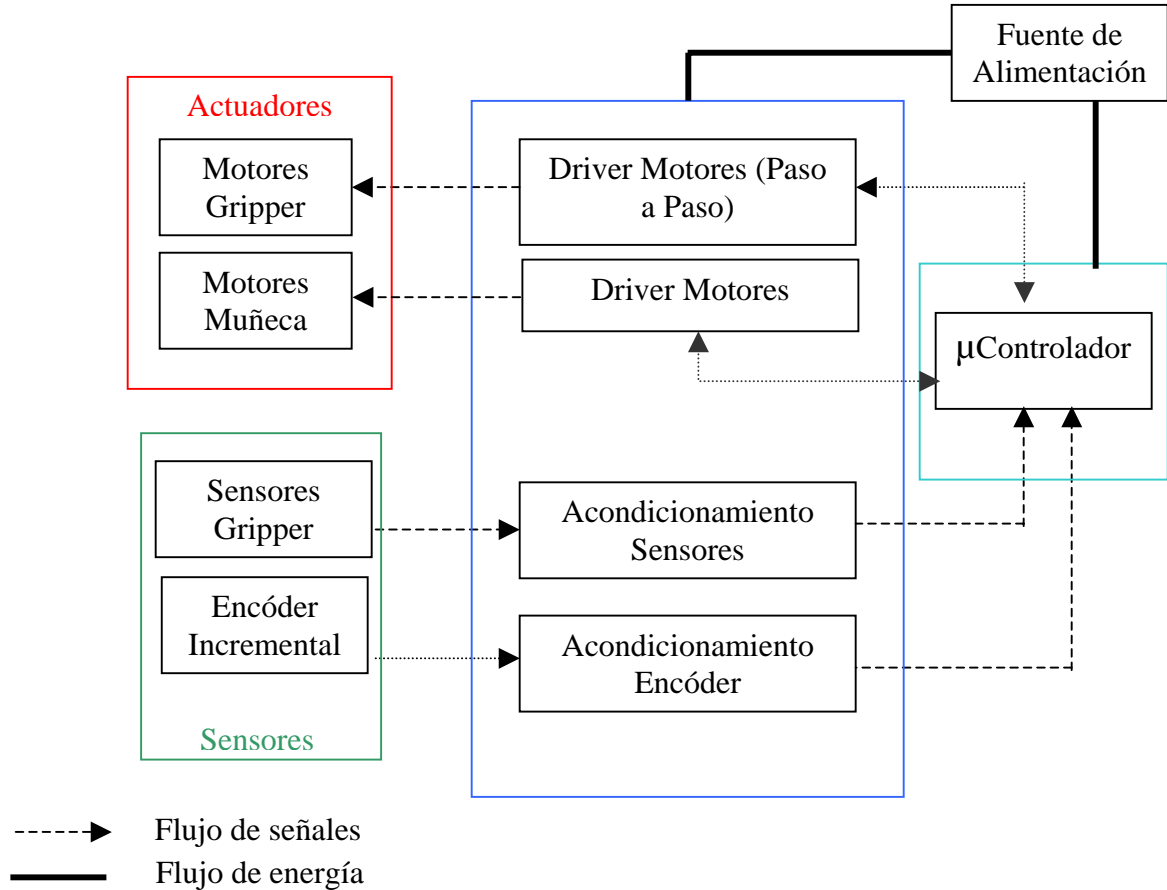 Fuente de
Alimentación
Actuadores
Motores
Gripper
Driver Motores (Paso
a Paso)
Motores
Muñeca
Driver Motores
μControlador
Sensores
Gripper
Acondicionamiento
Sensores
Encóder
Incremental
Acondicionamiento
Encóder
Sensores
Flujo de señales
Flujo de energía